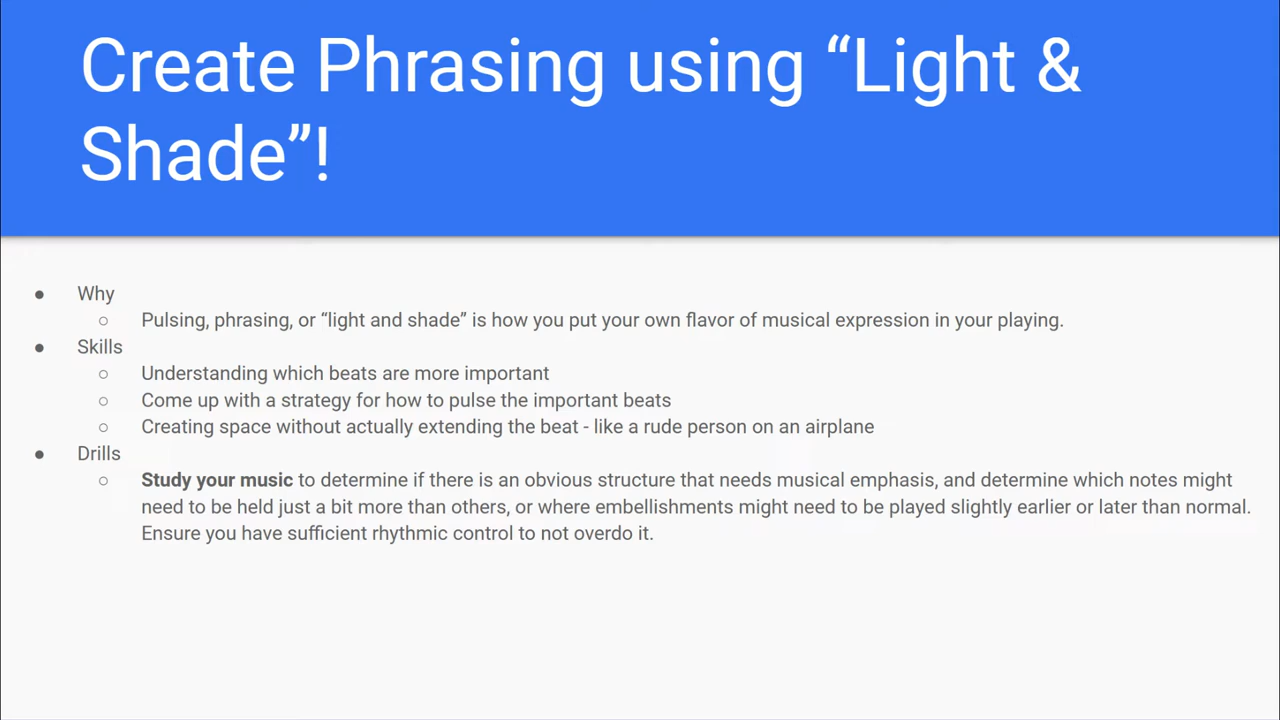 Create Phrasing using “Light &
Shade”!
● Why
○ Pulsing, phrasing, or “light and shade” is how you put your own flavor of musical expression in your playing.
● Skills
○ Understanding which beats are more important
○ Come up with a strategy for how to pulse the important beats
○ Creating space without actually extending the beat - like a rude person on an airplane
● Drills
○ Study your music to determine if there is an obvious structure that needs musical emphasis, and determine which notes might
need to be held just a bit more than others, or where embellishments might need to be played slightly earlier or later than normal.
Ensure you have sufficient rhythmic control to not overdo it.